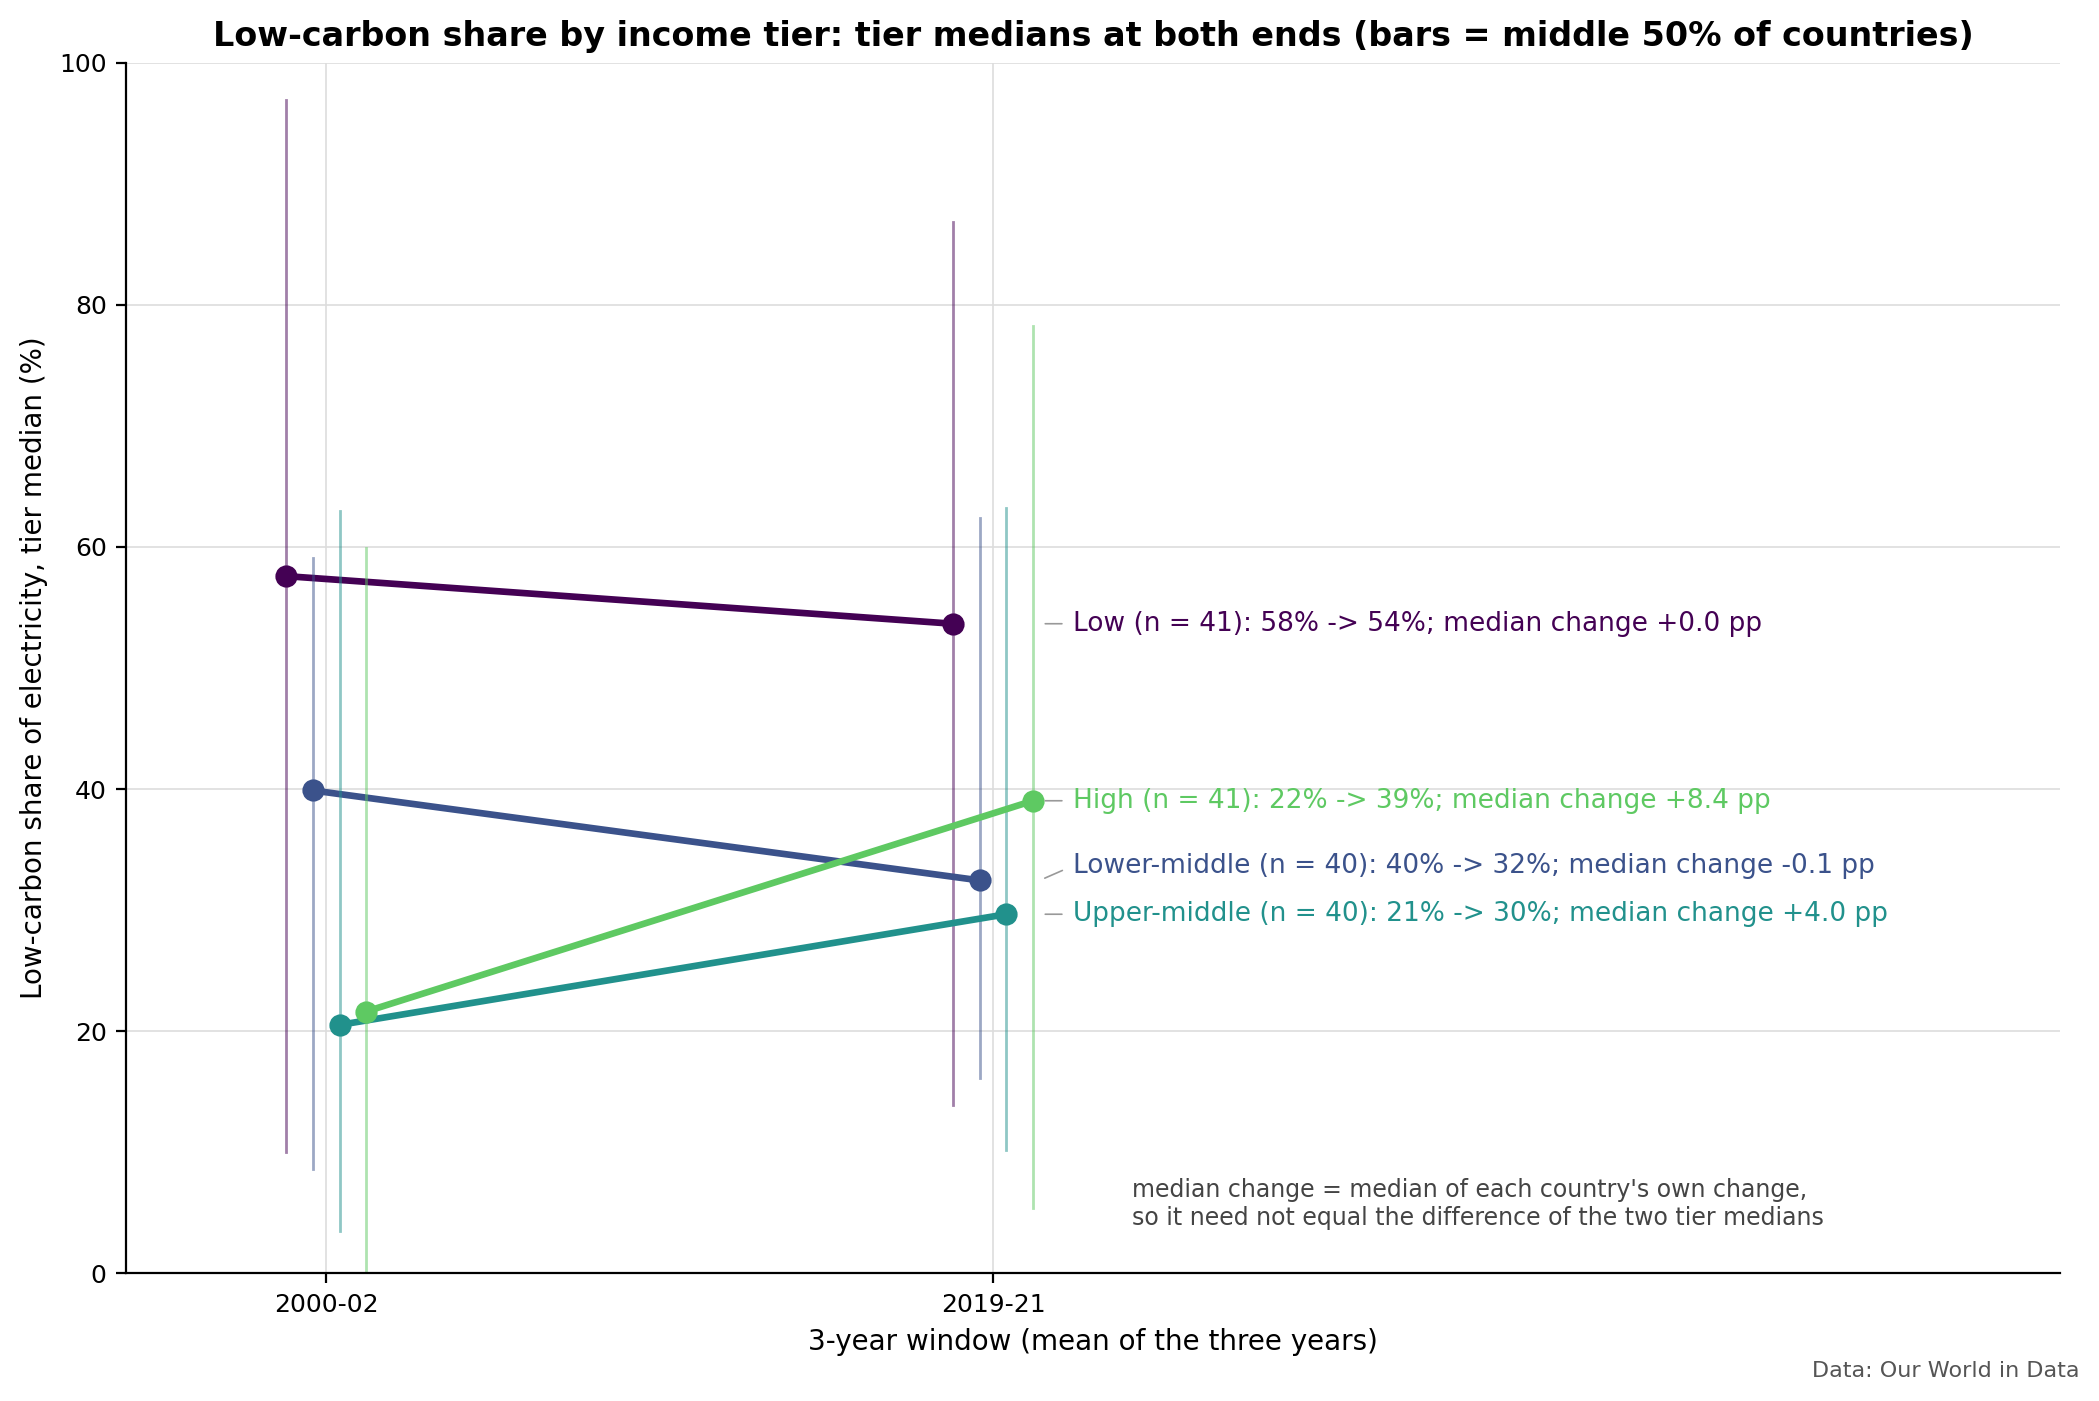 Low-carbon share by income tier: tier medians at both ends (bars = middle 50% of countries)
Low-carbon share of electricity, tier median (%)
100
80
60
40
20
0
Low (n = 41): 58% -> 54%; median change +0.0 pp
High (n = 41): 22% -> 39%; median change +8.4 pp
Lower-middle (n = 40): 40% -> 32%; median change -0.1 pp
Upper-middle (n = 40): 21% -> 30%; median change +4.0 pp
median change = median of each country's own change,
so it need not equal the difference of the two tier medians
2000-02
2019-21
3-year window (mean of the three years)
Data: Our World in Data